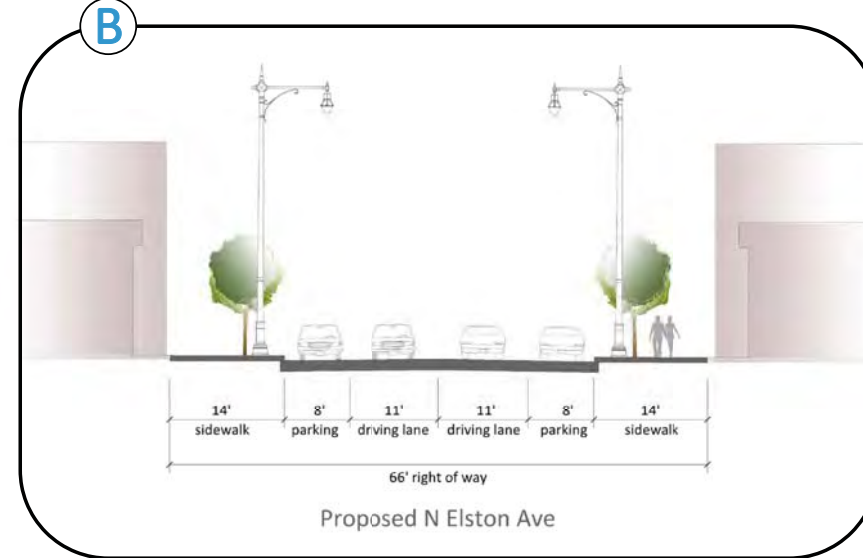 B
14' 8' 11' 11' 8' 14'
sidewalk parking driving lane driving lane parking sidewalk
66' right of way
Proposed N Elston Ave